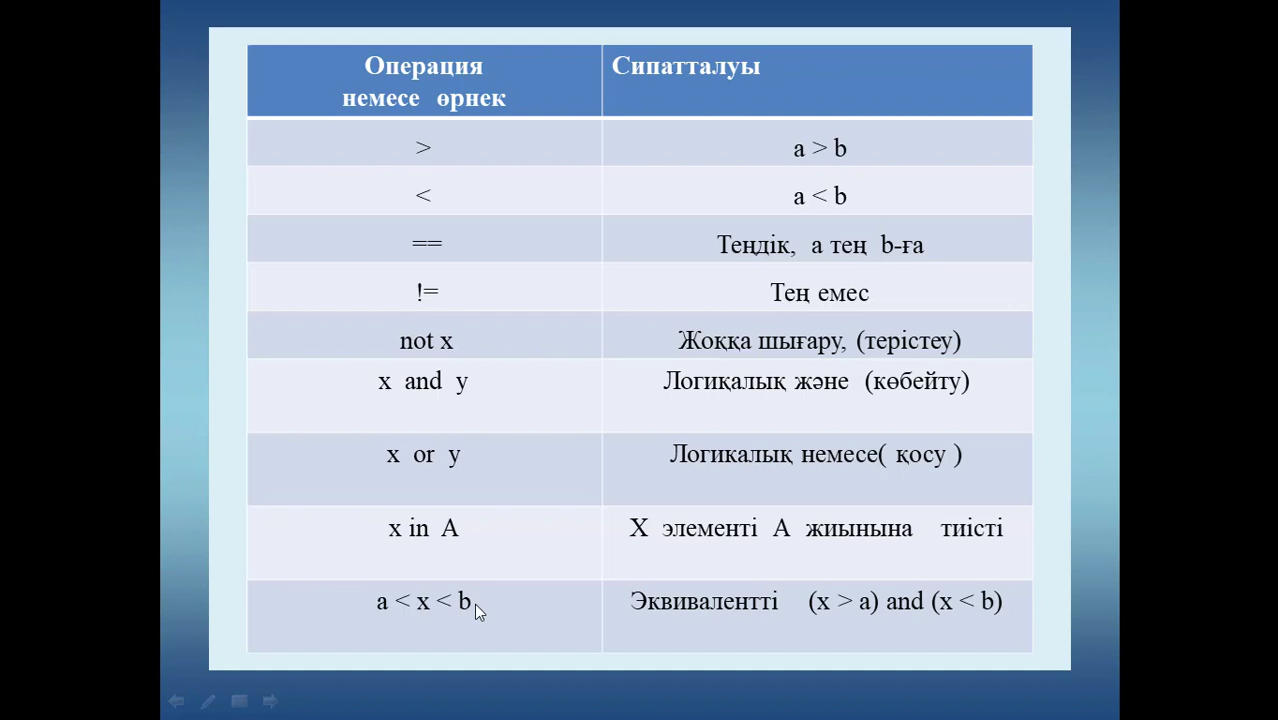 Операция
немесе өрнек
Сипатталуы
>
a > b
<
a < b
==
Теңдік, a тең b-ға
!=
Тең емес
not x
Жоққа шығару, (терістеу)
x and y
Логиқалық және (көбейту)
x or y
Логикалық немесе( қосу )
x in A
X элементі A жиынына тиісті
a < x < b
Эквивалентті (x > a) and (x < b)